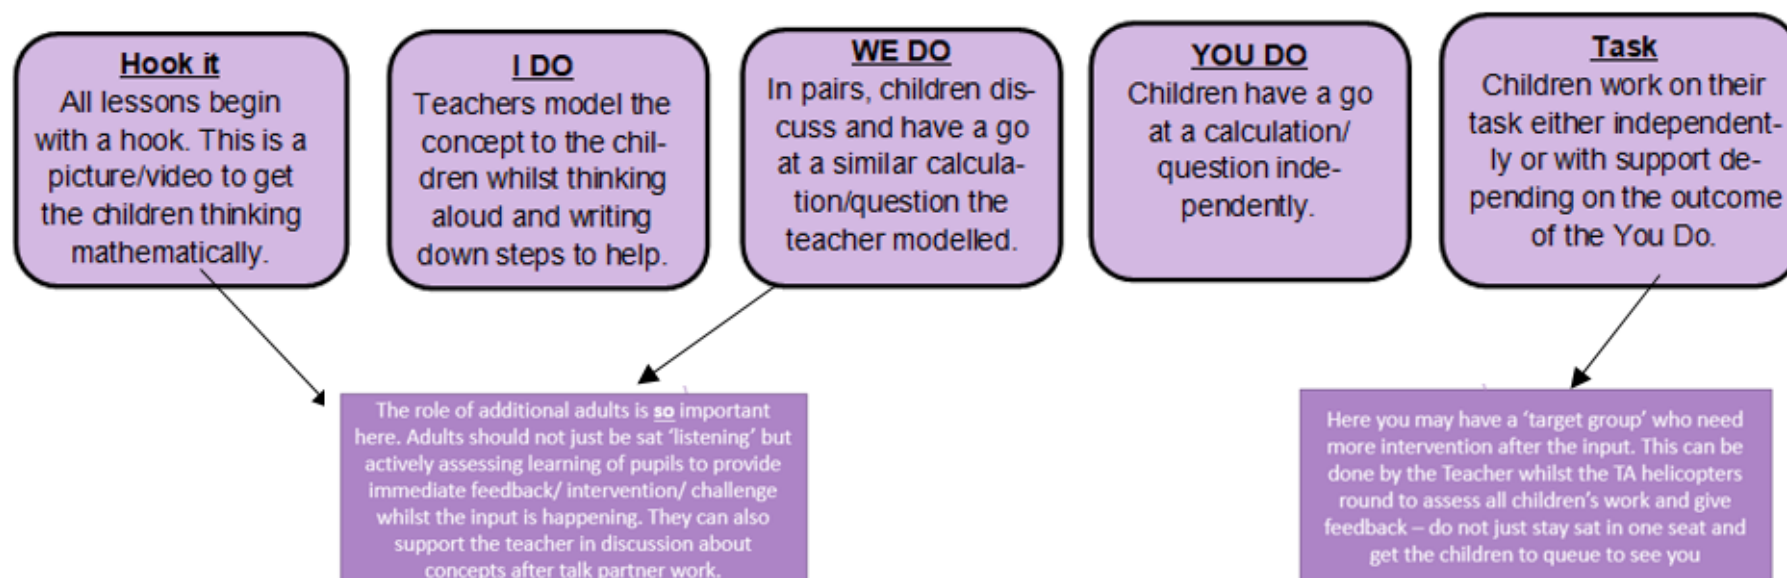 Hook it
All lessons begin
with a hook. This is a
picture/video to get
the children thinking
mathematically.
I DO
Teachers model the
concept to the chil-
dren whilst thinking
aloud and writing
down steps to help.
WE DO
In pairs, children dis-
cuss and have a go
at a similar calcula-
tion/question the
teacher modelled.
YOU DO
Children have a go
at a calculation/
question inde-
pendently.
Task
Children work on their
task either independent-
ly or with support de-
pending on the outcome
of the You Do.
The role of additional adults is so important
here. Adults should not just be sat ‘listening’ but
actively assessing learning of pupils to provide
immediate feedback/ intervention/ challenge
whilst the input is happening. They can also
support the teacher in discussion about
concepts after talk partner work.
Here you may have a ‘target group’ who need
more intervention after the input. This can be
done by the Teacher whilst the TA helicopters
round to assess all children’s work and give
feedback – do not just stay sat in one seat and
get the children to queue to see you